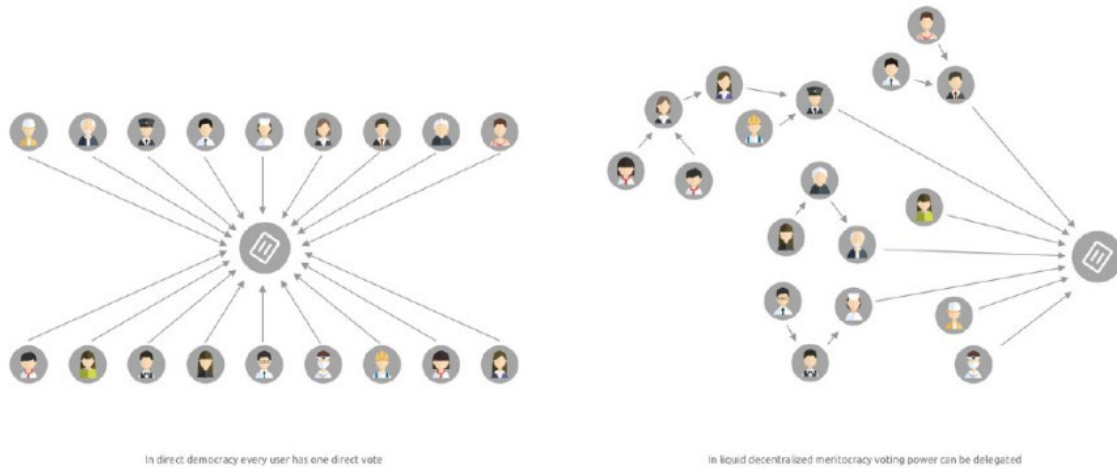 In direct democracy every user has one direct vote
In liquid decentralized meritocracy voting power can be delegated